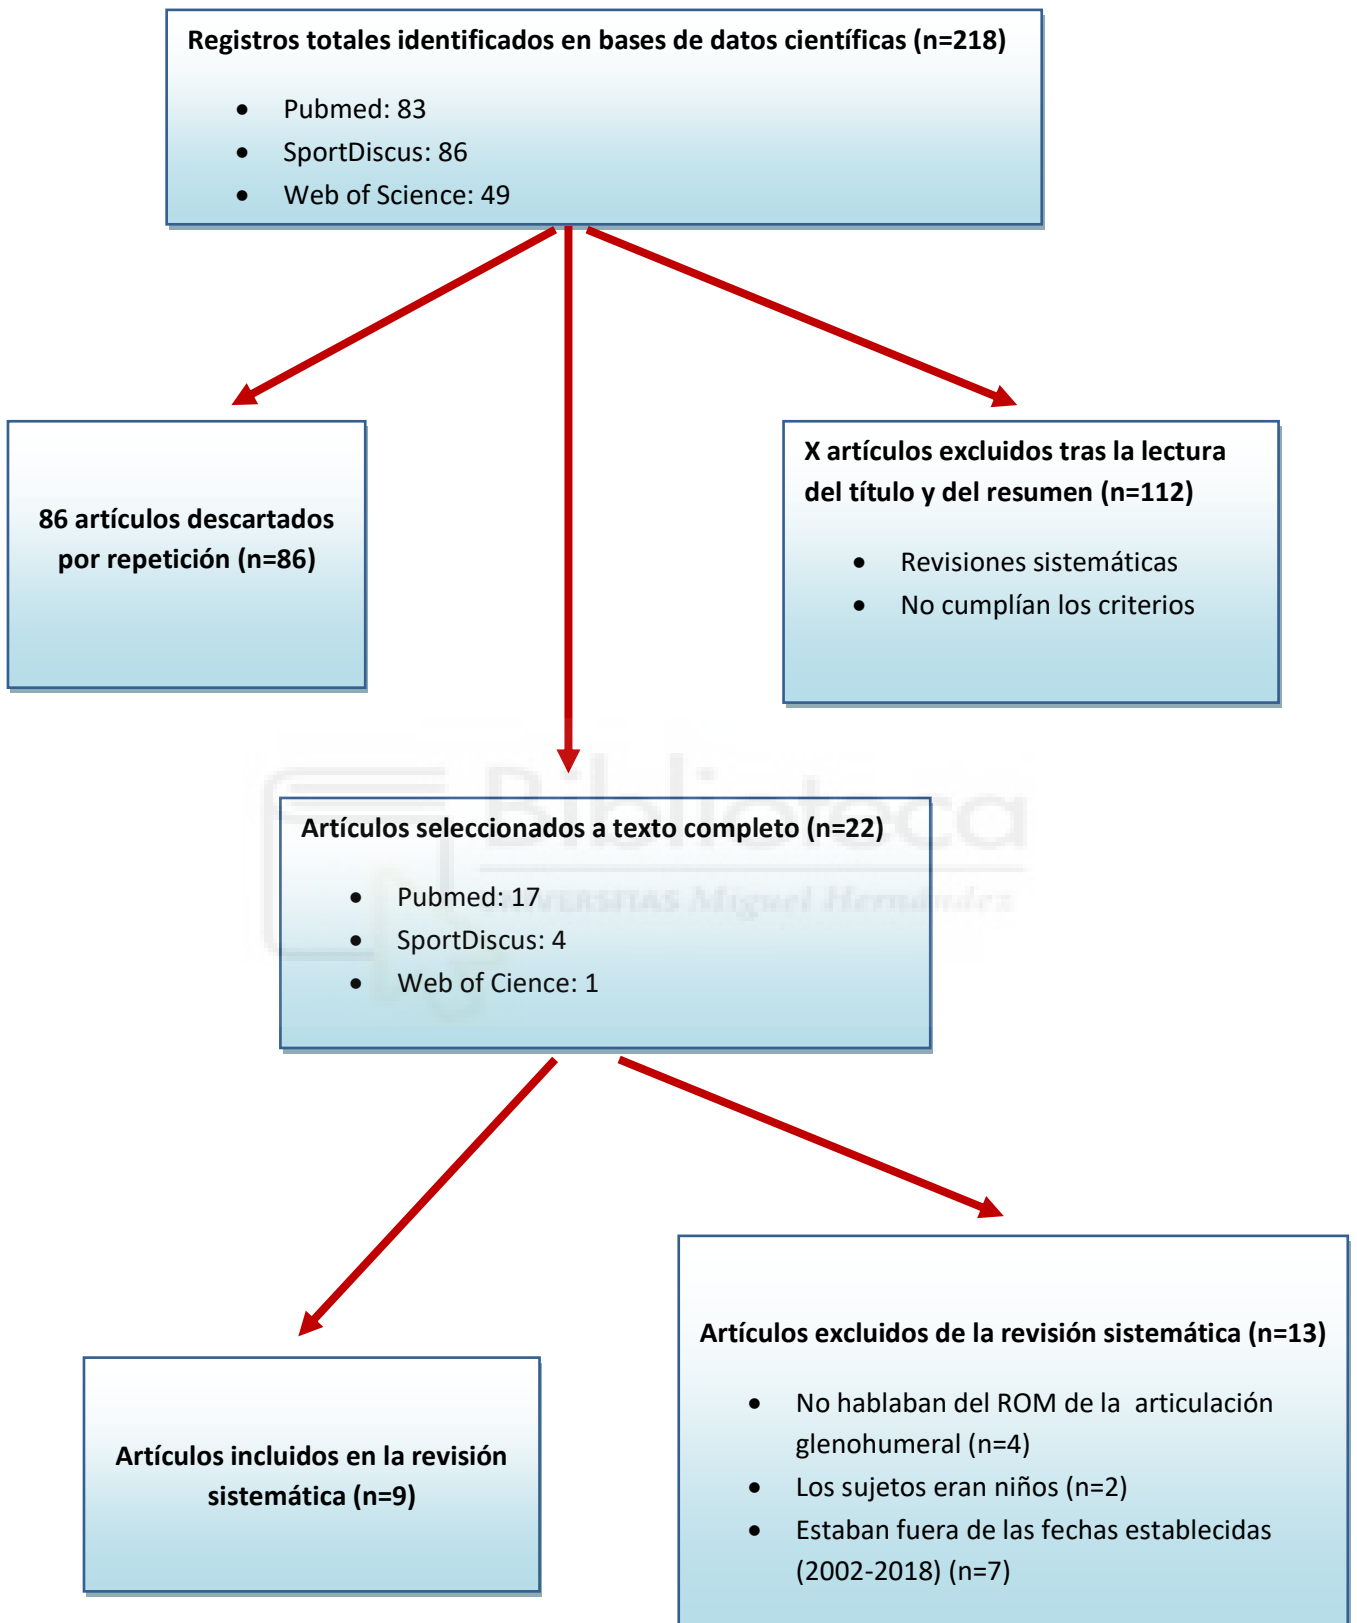 Registros totales identificados en bases de datos científicas (n=218)
• Pubmed: 83
• SportDiscus: 86
• Web of Science: 49
86 artículos descartados
por repetición (n=86)
X artículos excluidos tras la lectura
del título y del resumen (n=112)
• Revisiones sistemáticas
• No cumplían los criterios
Biblioteca
UNIVERSITAS Miguel Hernández
Artículos seleccionados a texto completo (n=22)
• Pubmed: 17
• SportDiscus: 4
• Web of Cience: 1
Artículos incluidos en la revisión
sistemática (n=9)
Artículos excluidos de la revisión sistemática (n=13)
• No hablaban del ROM de la articulación
glenohumeral (n=4)
• Los sujetos eran niños (n=2)
• Estaban fuera de las fechas establecidas
(2002-2018) (n=7)